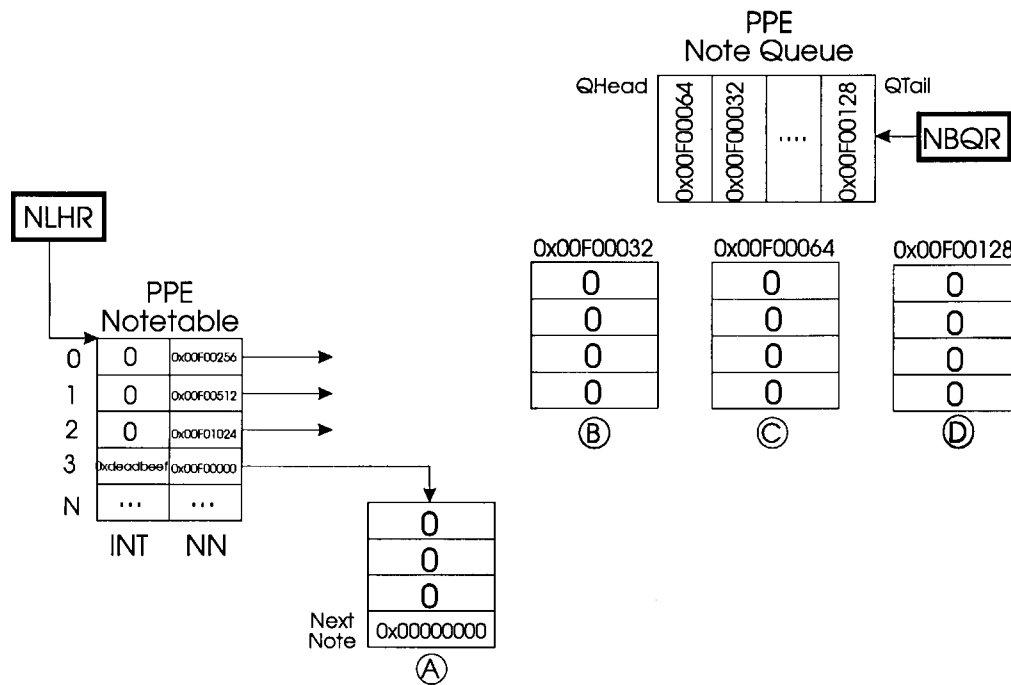 PPE
Note Queue
QHead
0x00F00064
0x00F00032
....
0x00F00128
QTail
NBQR
NLHR
0x00F00032
0x00F00064
0x00F00128
0 0 0
0 0 0
0 0 0
0 0 0
B C D
PPE
Notetable
0 0 0x00F00256
1 0 0x00F00512
2 0 0x00F01024
3 0xdeadbeef 0x00F00000
N ... ...
INT NN
0
0
0
Next
Note
0x00000000
A